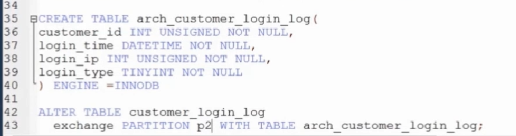 34
35 CREATE TABLE arch_customer_login_log(
36 customer_id INT UNSIGNED NOT NULL,
37 login_time DATETIME NOT NULL,
38 login_ip INT UNSIGNED NOT NULL,
39 login_type TINYINT NOT NULL
40 ) ENGINE =INNODB
41
42 ALTER TABLE customer_login_log
43 exchange PARTITION p2 WITH TABLE arch_customer_login_log;